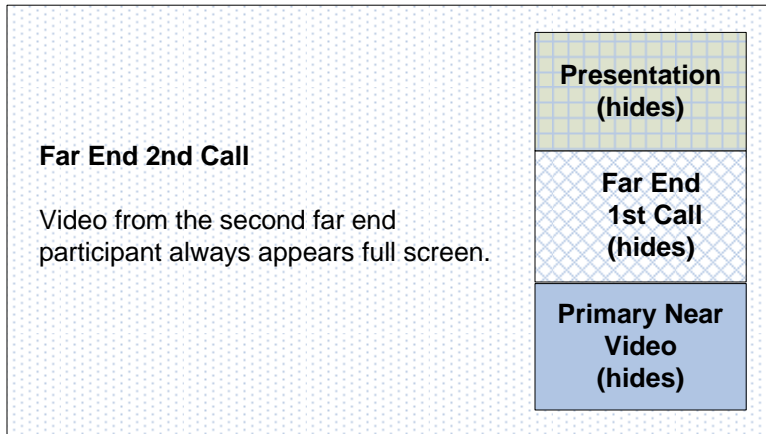 Far End 2nd Call
Video from the second far end
participant always appears full screen.
Presentation
(hides)
Far End
1st Call
(hides)
Primary Near
Video
(hides)